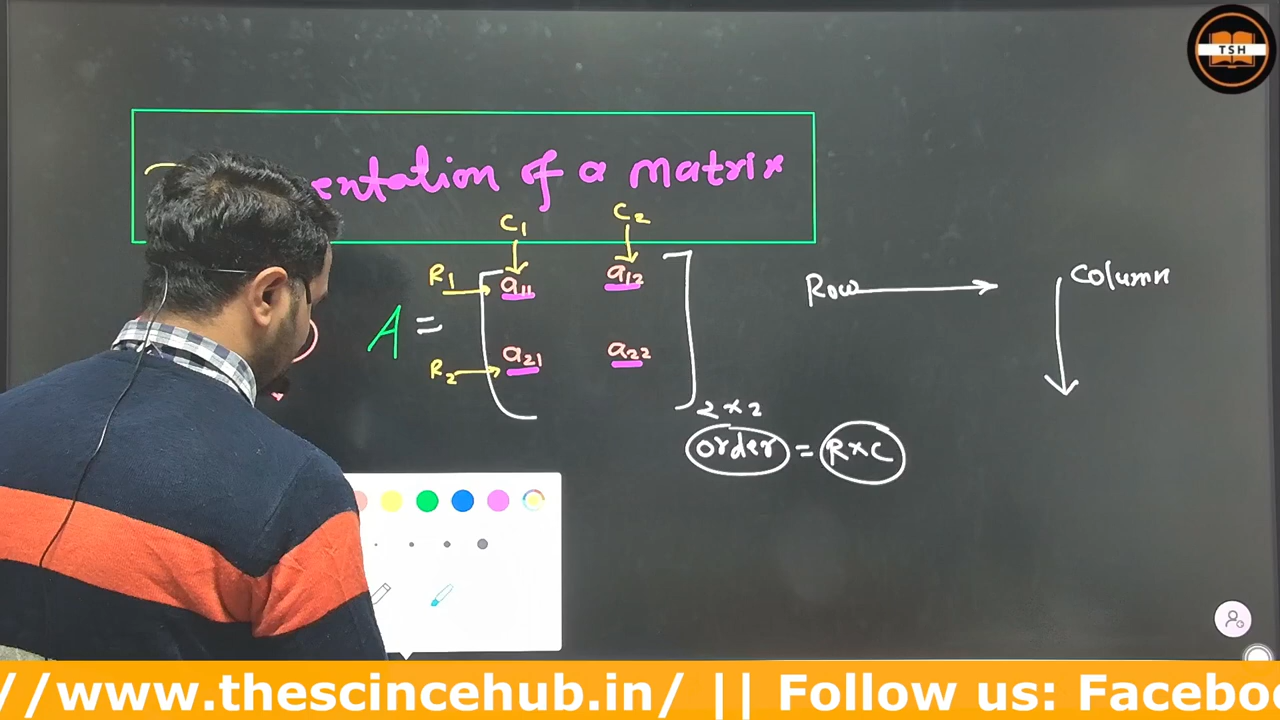 TSH
entation of a matrix
C1 C2
R1 a11 a12
Row Column
A =
R2 a21 a22
2 × 2
order = R×C
//www.thescincehub.in/ || Follow us: Facebo